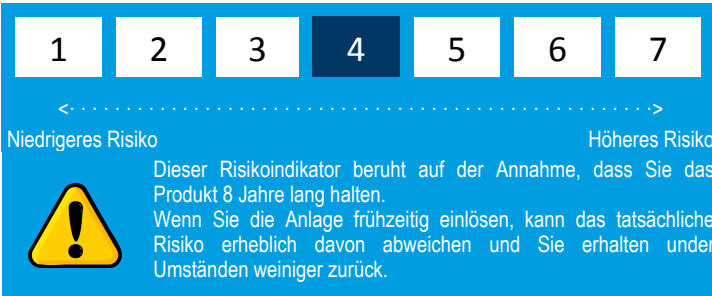 1 2 3 4 5 6 7
<· · · · · · · · · · · · · · · · · · · · · · · · · · · · · · · · · · · · · · · · · · · · · · · · · · · · · ·>
Niedrigeres Risiko Höheres Risiko
Dieser Risikoindikator beruht auf der Annahme, dass Sie das
Produkt 8 Jahre lang halten.
Wenn Sie die Anlage frühzeitig einlösen, kann das tatsächliche
Risiko erheblich davon abweichen und Sie erhalten under
Umständen weiniger zurück.